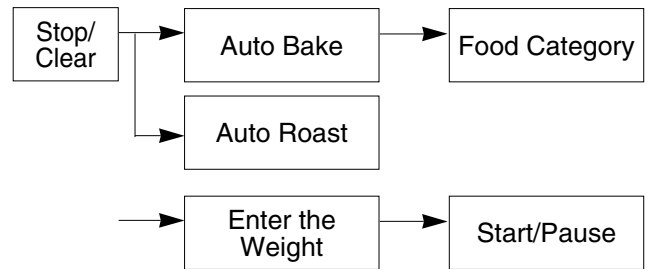 Stop/
Clear
Auto Bake
Food Category
Auto Roast
Enter the
Weight
Start/Pause